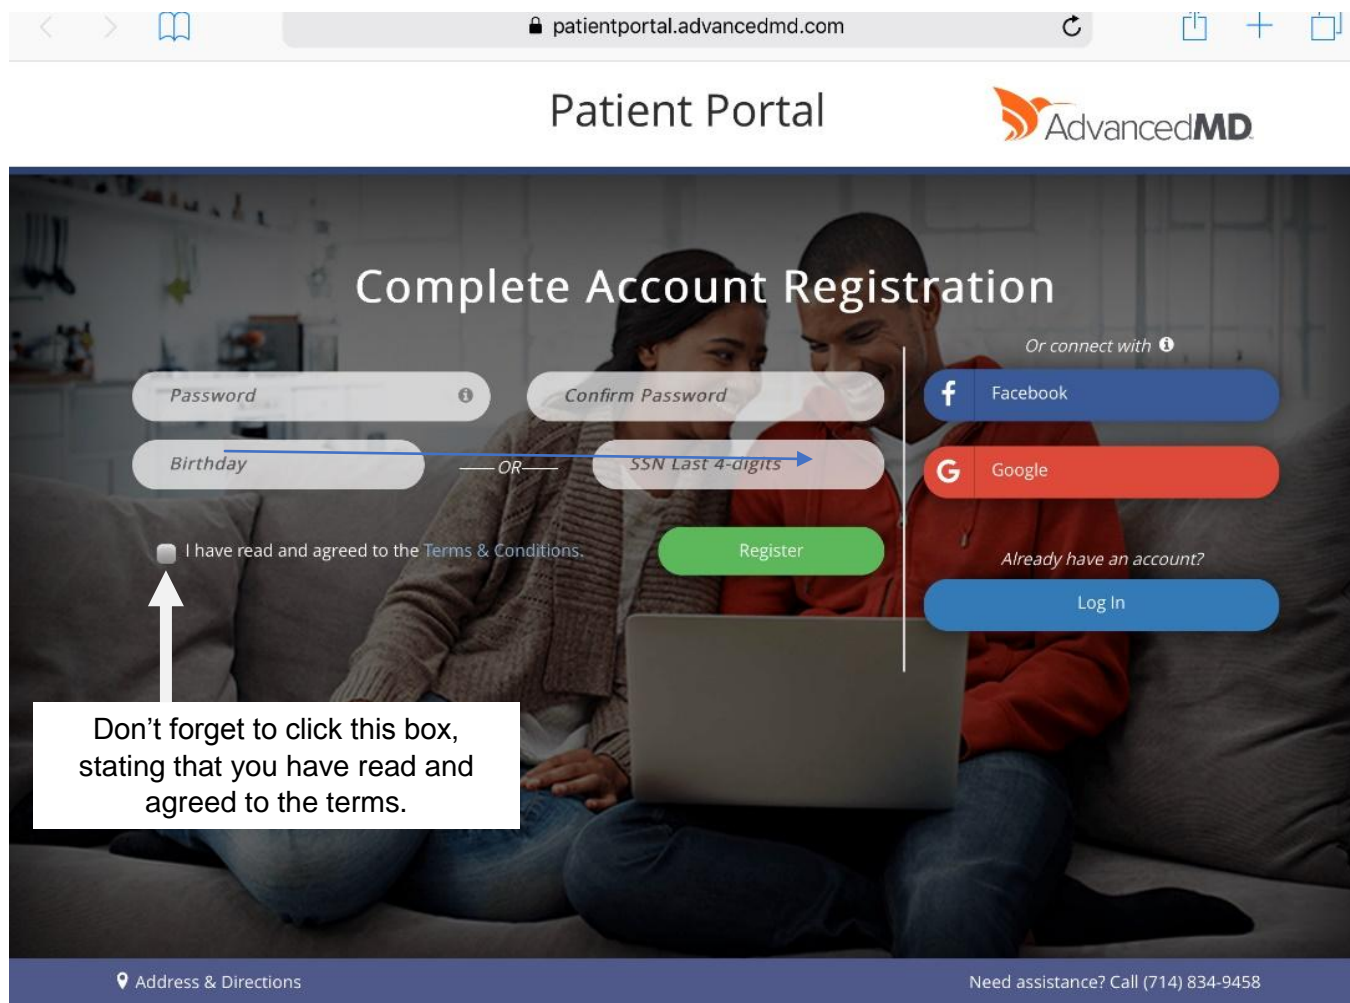 patientportal.advancedmd.com
Patient Portal
AdvancedMD
Complete Account Registration
Or connect with
Password
Confirm Password
Facebook
Birthday
OR
SSN Last 4-digits
Google
I have read and agreed to the Terms & Conditions.
Register
Already have an account?
Log In
Don't forget to click this box,
stating that you have read and
agreed to the terms.
Address & Directions
Need assistance? Call (714) 834-9458